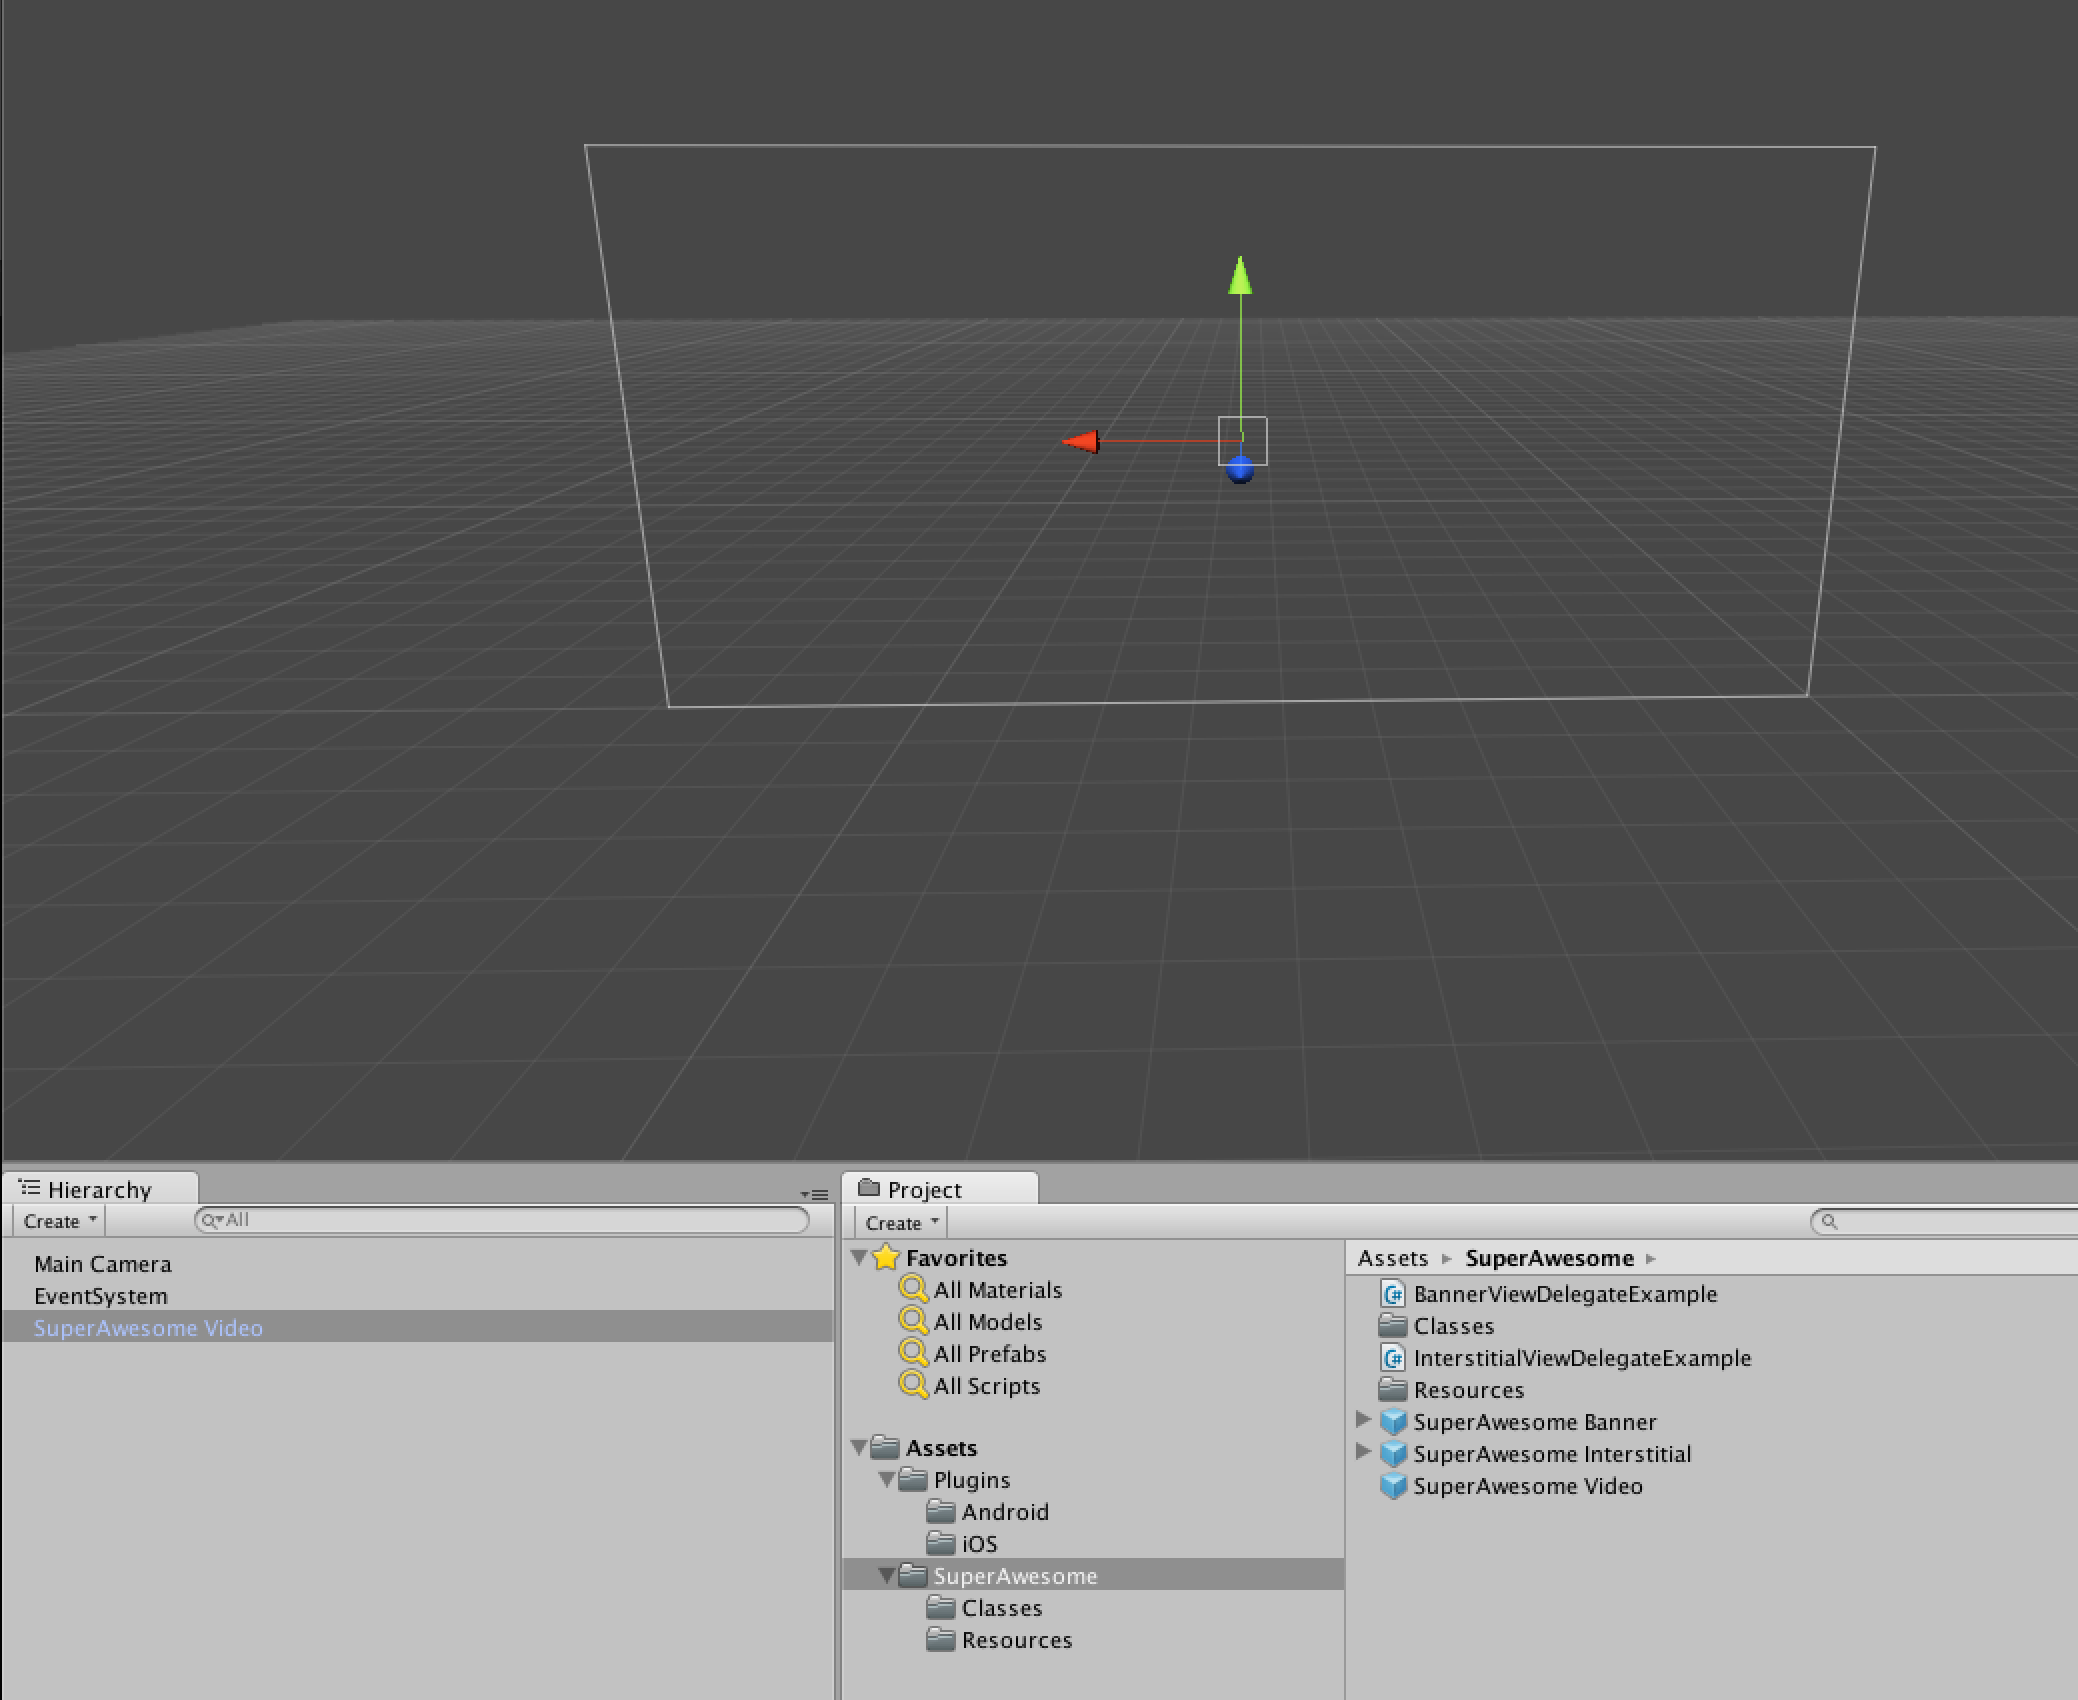 Hierarchy
Create
All
Main Camera
EventSystem
SuperAwesome Video
Project
Create
Favorites
All Materials
All Models
All Prefabs
All Scripts
Assets
Plugins
Android
iOS
SuperAwesome
Classes
Resources
Assets SuperAwesome
C# BannerViewDelegateExample
Classes
C# InterstitialViewDelegateExample
Resources
SuperAwesome Banner
SuperAwesome Interstitial
SuperAwesome Video